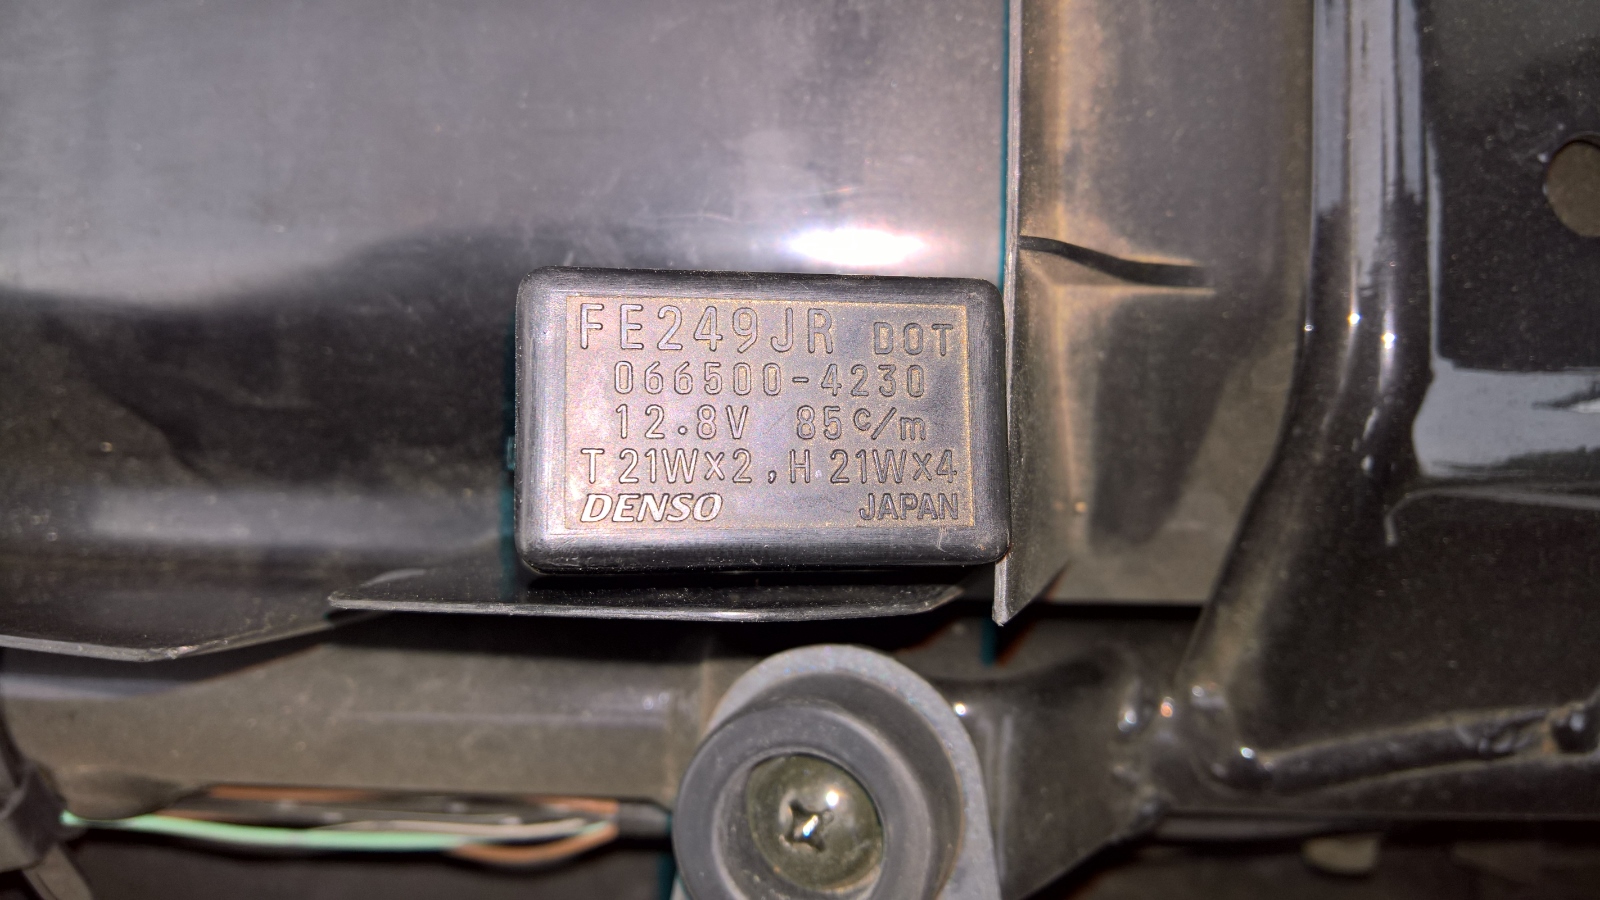 FE249JR DOT
066500-4230
12.8V 85c/m
T 21W×2, H 21W×4
DENSO JAPAN